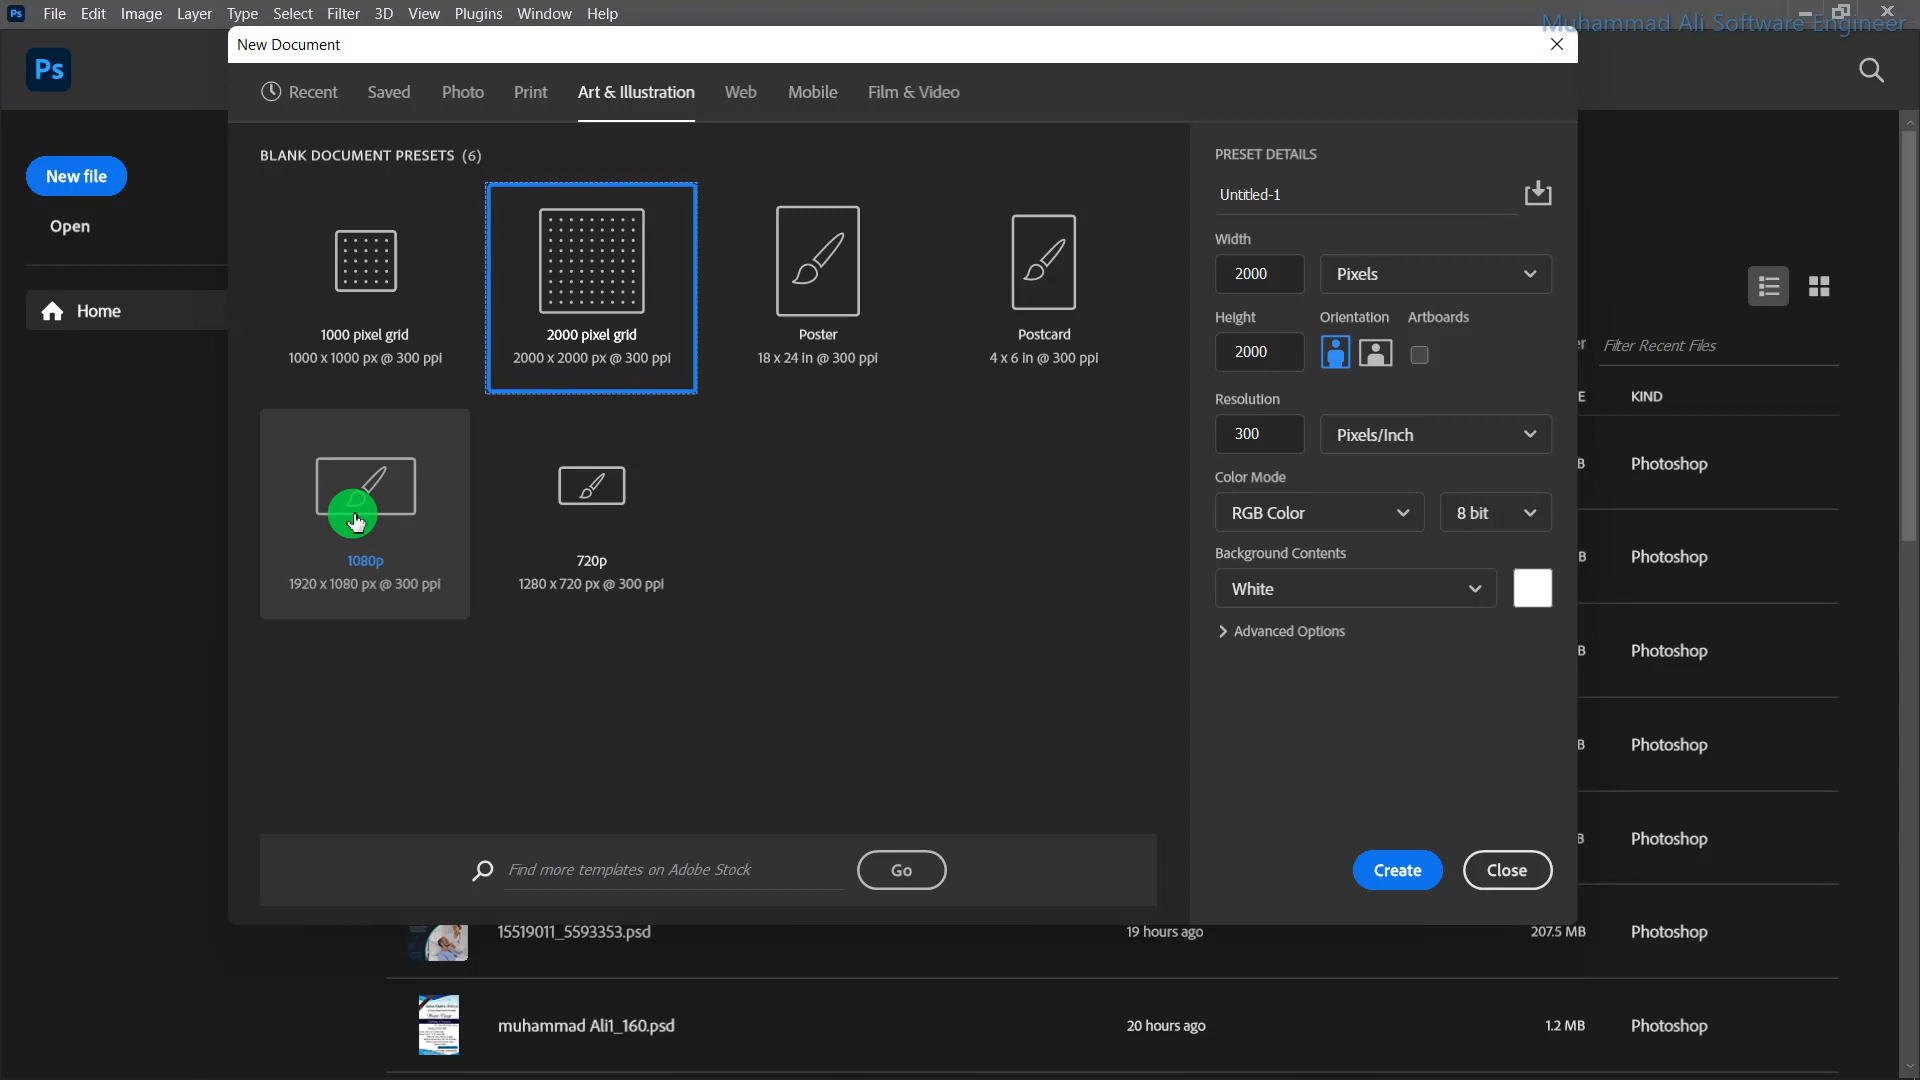 Ps File Edit Image Layer Type Select Filter 3D View Plugins Window Help
Muhammad Ali Software Engineer
New Document
Ps
Recent Saved Photo Print Art & Illustration Web Mobile Film & Video
New file
Open
Home
BLANK DOCUMENT PRESETS (6)
1000 pixel grid
1000 x 1000 px @ 300 ppi
2000 pixel grid
2000 x 2000 px @ 300 ppi
Poster
18 x 24 in @ 300 ppi
Postcard
4 x 6 in @ 300 ppi
1080p
1920 x 1080 px @ 300 ppi
720p
1280 x 720 px @ 300 ppi
Find more templates on Adobe Stock
Go
PRESET DETAILS
Untitled-1
Width
2000 Pixels
Height Orientation Artboards
2000
Resolution
300 Pixels/Inch
Color Mode
RGB Color 8 bit
Background Contents
White
Advanced Options
Create Close
Filter Recent Files
KIND
Photoshop
Photoshop
Photoshop
Photoshop
Photoshop
15519011_5593353.psd 19 hours ago 207.5 MB Photoshop
muhammad Ali1_160.psd 20 hours ago 1.2 MB Photoshop